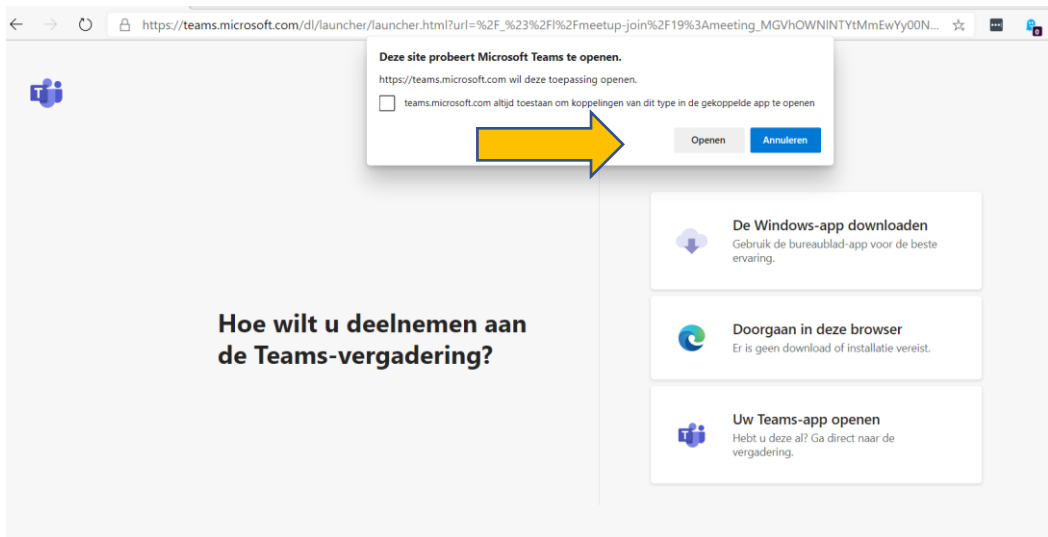 https://teams.microsoft.com/dl/launcher/launcher.html?url=%2F_%23%2Fl%2Fmeetup-join%2F19%3Ameeting_MGVhOWNlNTYtMmEwYy00N...
Deze site probeert Microsoft Teams te openen.
https://teams.microsoft.com wil deze toepassing openen.
teams.microsoft.com altijd toestaan om koppelingen van dit type in de gekoppelde app te openen
Openen
Annuleren
De Windows-app downloaden
Gebruik de bureaublad-app voor de beste
ervaring.
Hoe wilt u deelnemen aan
de Teams-vergadering?
Doorgaan in deze browser
Er is geen download of installatie vereist.
Uw Teams-app openen
Hebt u deze al? Ga direct naar de
vergadering.